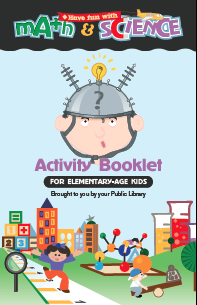 + Have fun with
mAth & SCIENCE
?
Activity Booklet
FOR ELEMENTARY-AGE KIDS
Brought to you by your Public Library